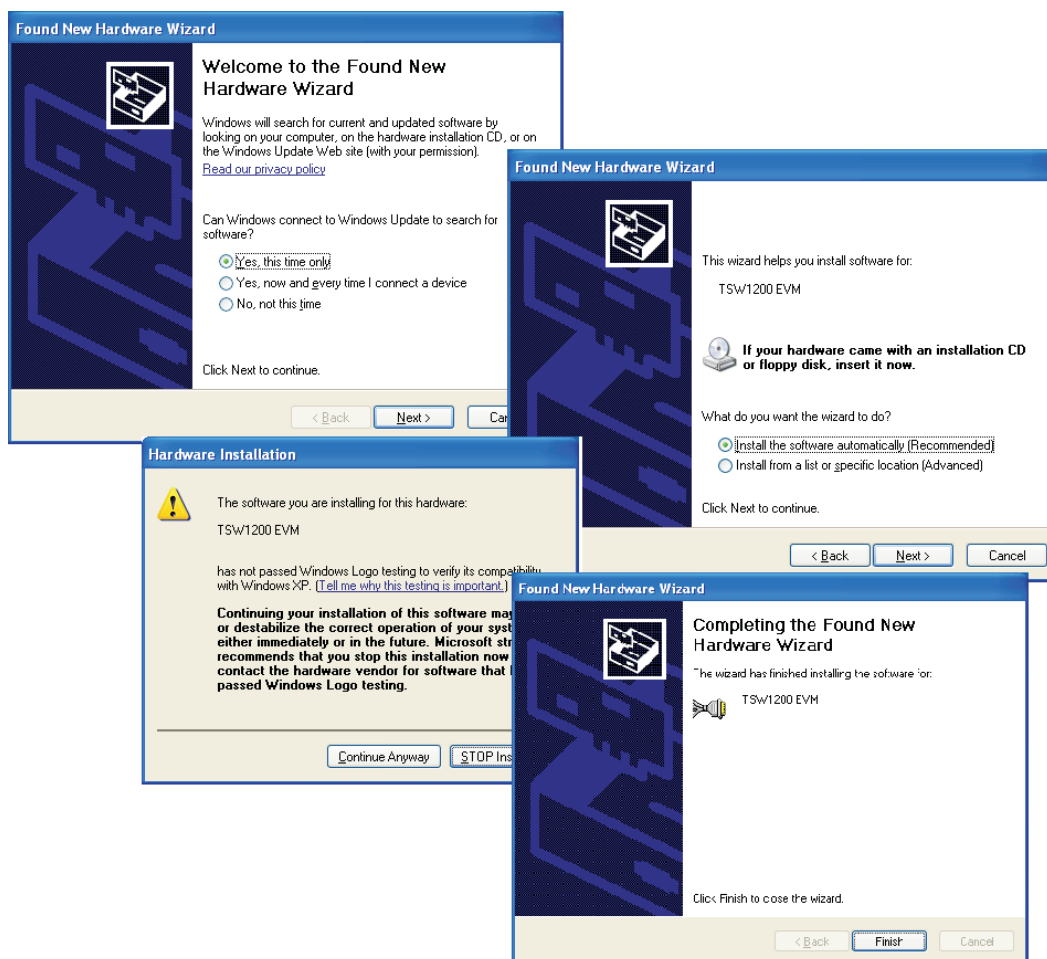 Found New Hardware Wizard
Welcome to the Found New
Hardware Wizard
Windows will search for current and updated software by
looking on your computer, on the hardware installation CD, or on
the Windows Update Web site (with your permission).
Read our privacy policy
Can Windows connect to Windows Update to search for
software?
Yes, this time only
Yes, now and every time I connect a device
No, not this time
Click Next to continue.
< Back
Next >
Found New Hardware Wizard
This wizard helps you install software for:
TSW1200 EVM
If your hardware came with an installation CD
or floppy disk, insert it now.
What do you want the wizard to do?
Install the software automatically (Recommended)
Install from a list or specific location (Advanced)
Click Next to continue.
< Back
Next >
Cancel
Hardware Installation
The software you are installing for this hardware:
TSW1200 EVM
has not passed Windows Logo testing to verify its compatibility
with Windows XP. (Tell me why this testing is important.)
Continuing your installation of this software may
or destabilize the correct operation of your
either immediately or in the future. Microsoft
recommends that you stop this installation now
contact the hardware vendor for software that
passed Windows Logo testing.
Continue Anyway
STOP
Found New Hardware Wizard
Completing the Found New
Hardware Wizard
The wizard has finished installing the software for:
TSW1200 EVM
Click Finish to close the wizard.
< Back
Finish
Cancel